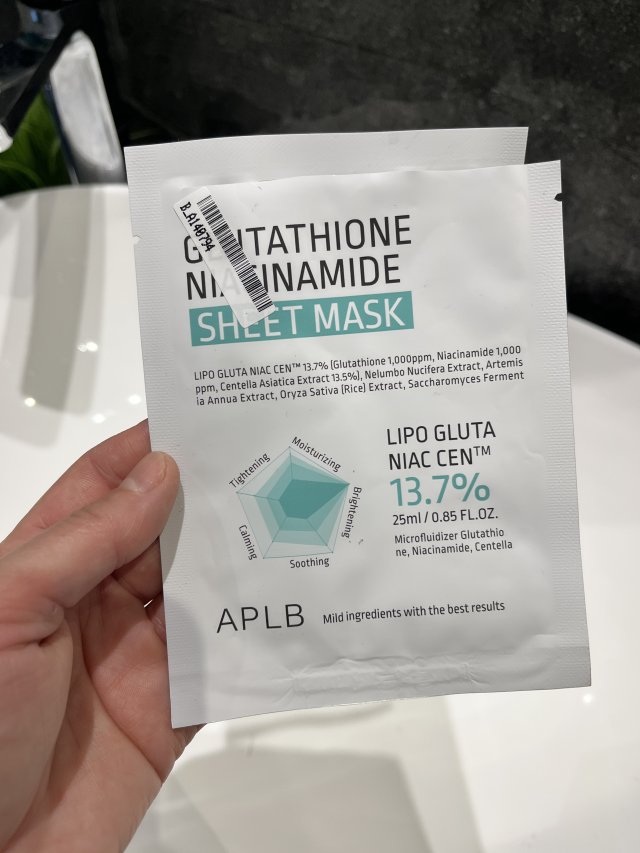 B_A140794
GLUTATHIONE
NIACINAMIDE
SHEET MASK
LIPO GLUTA NIAC CEN™ 13.7% (Glutathione 1,000ppm, Niacinamide 1,000
ppm, Centella Asiatica Extract 13.5%), Nelumbo Nucifera Extract, Artemis
ia Annua Extract, Oryza Sativa (Rice) Extract, Saccharomyces Ferment
Moisturizing
Tightening
Brightening
Calming
Soothing
LIPO GLUTA
NIAC CEN™
13.7%
25ml / 0.85 FL.OZ.
Microfluidizer Glutathio
ne, Niacinamide, Centella
APLB
Mild ingredients with the best results